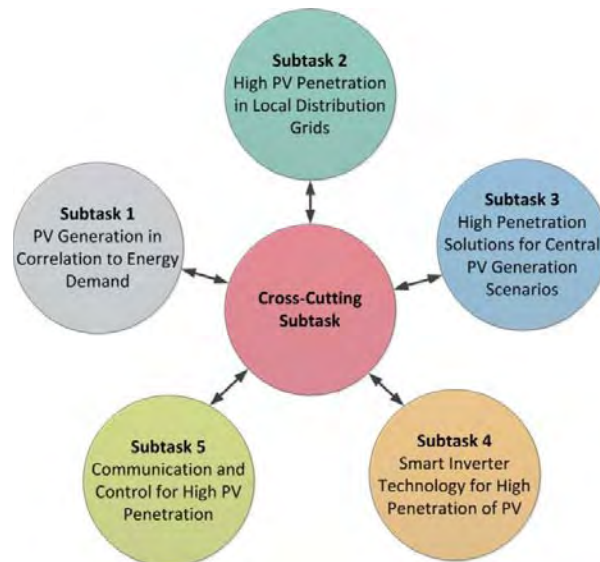 Subtask 2
High PV Penetration
in Local Distribution
Grids
Subtask 1
PV Generation in
Correlation to Energy
Demand
Subtask 3
High Penetration
Solutions for Central
PV Generation
Scenarios
Cross-Cutting
Subtask
Subtask 5
Communication and
Control for High PV
Penetration
Subtask 4
Smart Inverter
Technology for High
Penetration of PV